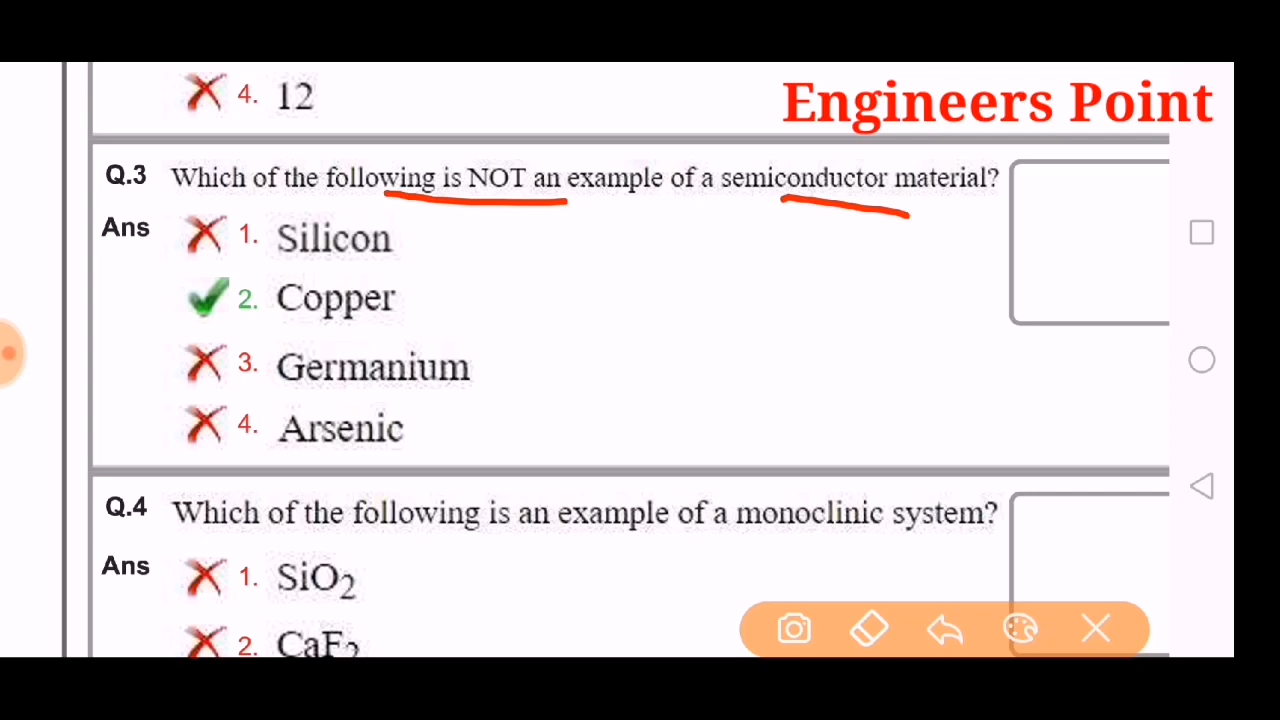 4. 12
Engineers Point
Q.3 Which of the following is NOT an example of a semiconductor material?
Ans 1. Silicon
2. Copper
3. Germanium
4. Arsenic
Q.4 Which of the following is an example of a monoclinic system?
Ans 1. SiO₂
2. CaF₂